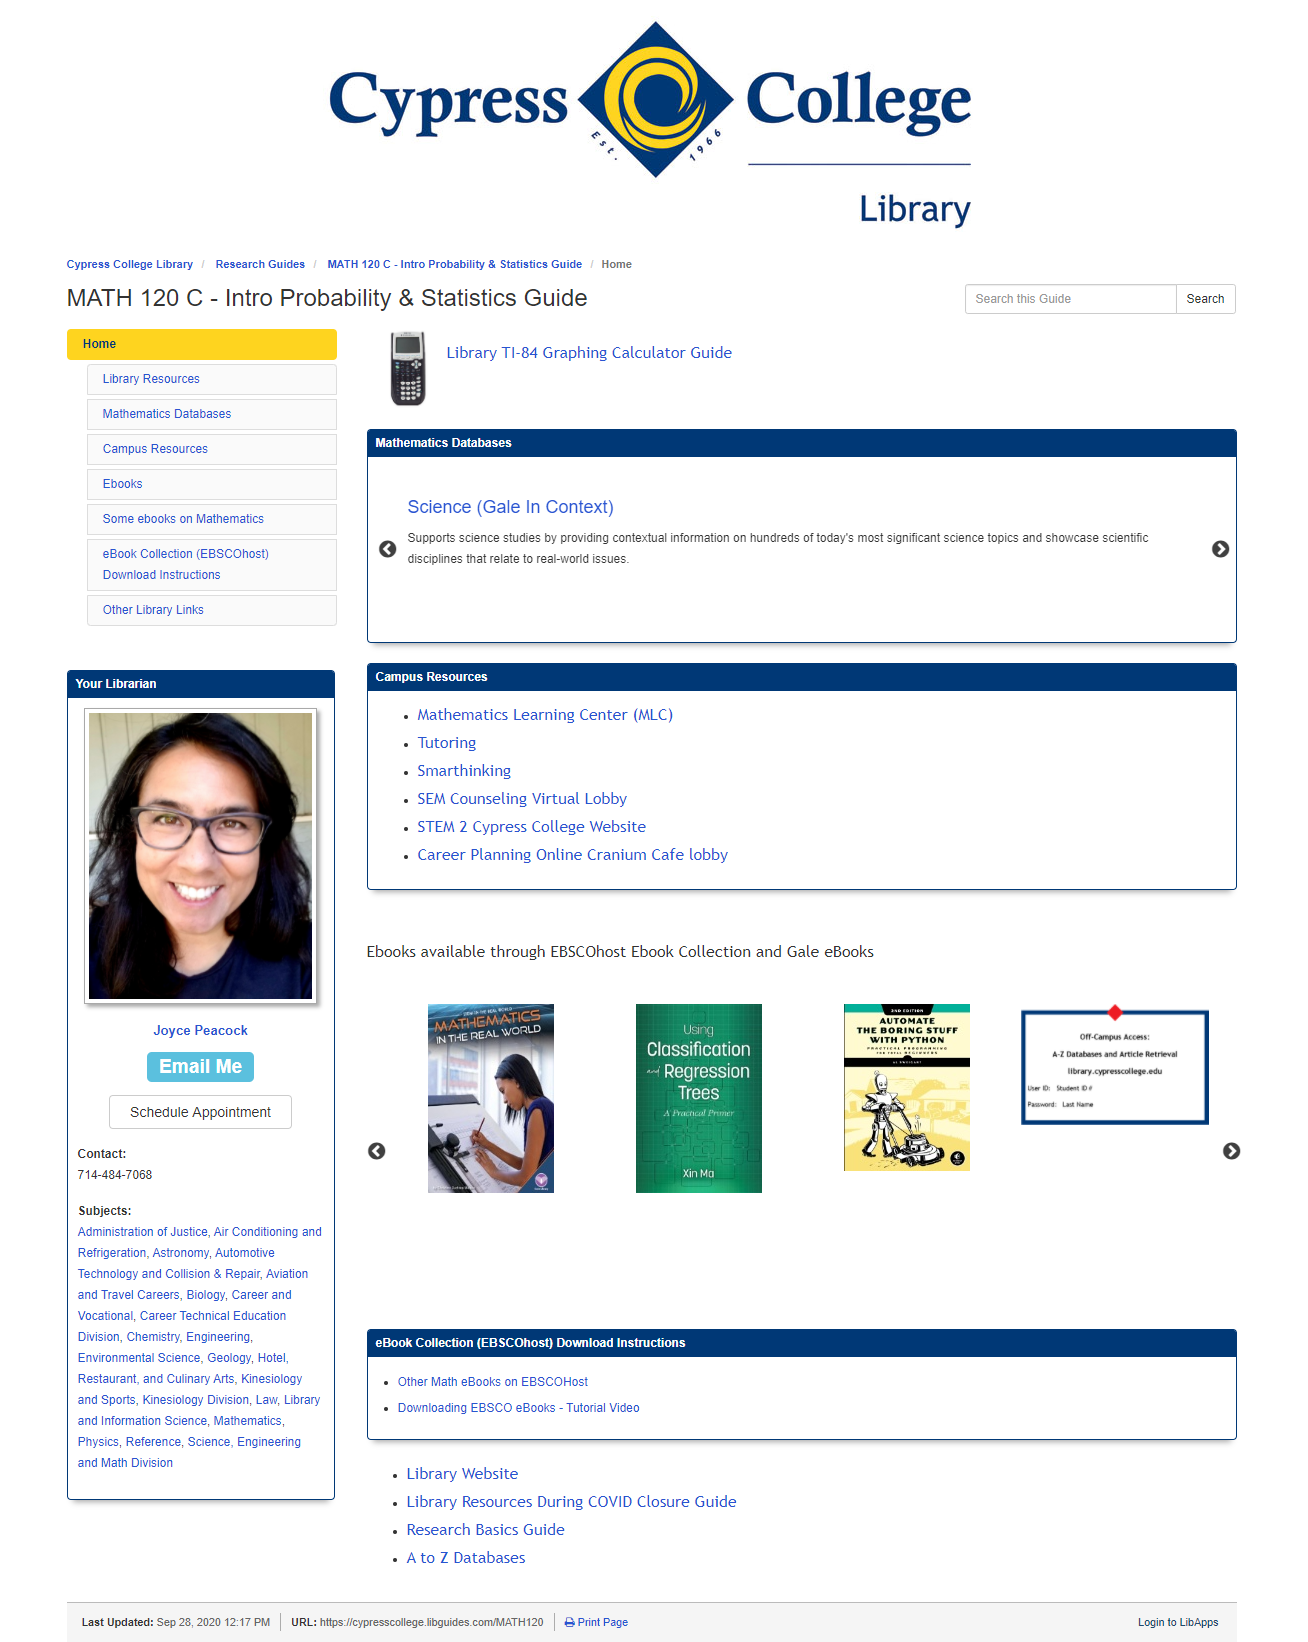 Cypress College
Est. 1966
Library
Cypress College Library / Research Guides / MATH 120 C - Intro Probability & Statistics Guide / Home
MATH 120 C - Intro Probability & Statistics Guide
Search this Guide
Search
Home
Library Resources
Mathematics Databases
Campus Resources
Ebooks
Some ebooks on Mathematics
eBook Collection (EBSCOhost)
Download Instructions
Other Library Links
Your Librarian
Joyce Peacock
Email Me
Schedule Appointment
Contact:
714-484-7068
Subjects:
Administration of Justice, Air Conditioning and
Refrigeration, Astronomy, Automotive
Technology and Collision & Repair, Aviation
and Travel Careers, Biology, Career and
Vocational, Career Technical Education
Division, Chemistry, Engineering,
Environmental Science, Geology, Hotel,
Restaurant, and Culinary Arts, Kinesiology
and Sports, Kinesiology Division, Law, Library
and Information Science, Mathematics,
Physics, Reference, Science, Engineering
and Math Division
Library TI-84 Graphing Calculator Guide
Mathematics Databases
Science (Gale In Context)
Supports science studies by providing contextual information on hundreds of today's most significant science topics and showcase scientific
disciplines that relate to real-world issues.
Campus Resources
Mathematics Learning Center (MLC)
Tutoring
Smarthinking
SEM Counseling Virtual Lobby
STEM 2 Cypress College Website
Career Planning Online Cranium Cafe lobby
Ebooks available through EBSCOhost Ebook Collection and Gale eBooks
MATHEMATICS
IN THE REAL WORLD
Using
Classification
and Regression
Trees
A Practical Primer
Xin Ma
2ND EDITION
AUTOMATE
THE BORING STUFF
WITH PYTHON
PRACTICAL PROGRAMMING
FOR TOTAL BEGINNERS
AL SWEIGART
Off-Campus Access:
A-Z Databases and Article Retrieval
library.cypresscollege.edu
User ID: Student ID #
Password: Last Name
eBook Collection (EBSCOhost) Download Instructions
Other Math eBooks on EBSCOHost
Downloading EBSCO eBooks - Tutorial Video
Library Website
Library Resources During COVID Closure Guide
Research Basics Guide
A to Z Databases
Last Updated: Sep 28, 2020 12:17 PM
URL: https://cypresscollege.libguides.com/MATH120
Print Page
Login to LibApps